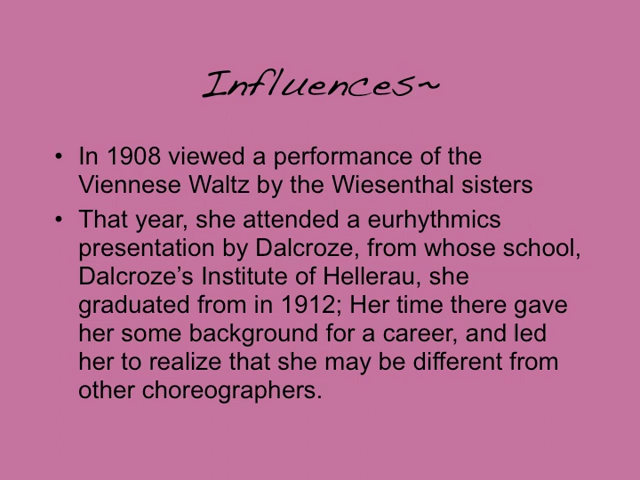 Influences~
• In 1908 viewed a performance of the
Viennese Waltz by the Wiesenthal sisters
• That year, she attended a eurhythmics
presentation by Dalcroze, from whose school,
Dalcroze’s Institute of Hellerau, she
graduated from in 1912; Her time there gave
her some background for a career, and led
her to realize that she may be different from
other choreographers.